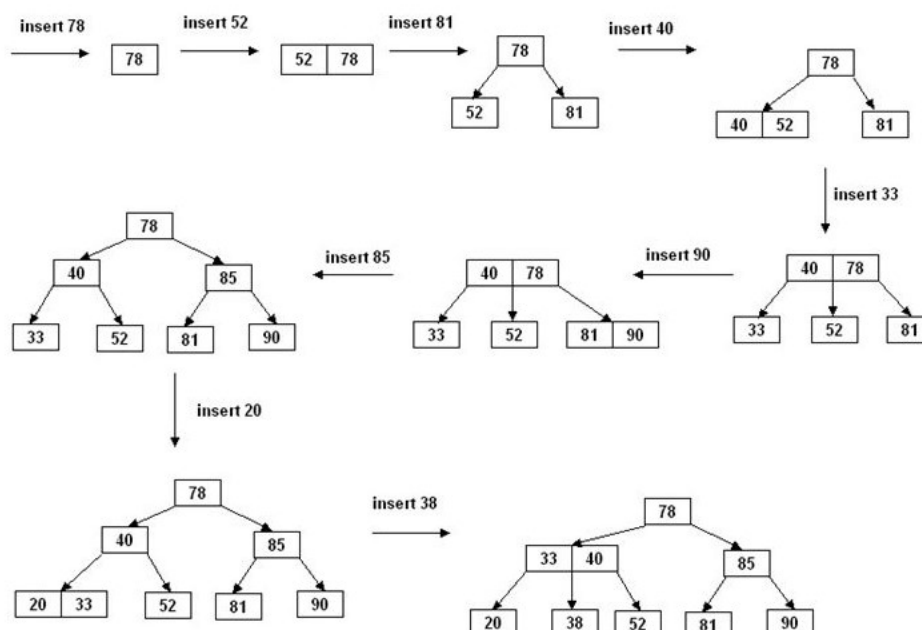 insert 78
78
insert 52
52 78
insert 81
78
52 81
insert 40
78
40 52 81
insert 33
40 78
33 52 81
insert 90
40 78
33 52 81 90
insert 85
78
40 85
33 52 81 90
insert 20
78
40 85
20 33 52 81 90
insert 38
78
33 40 85
20 38 52 81 90